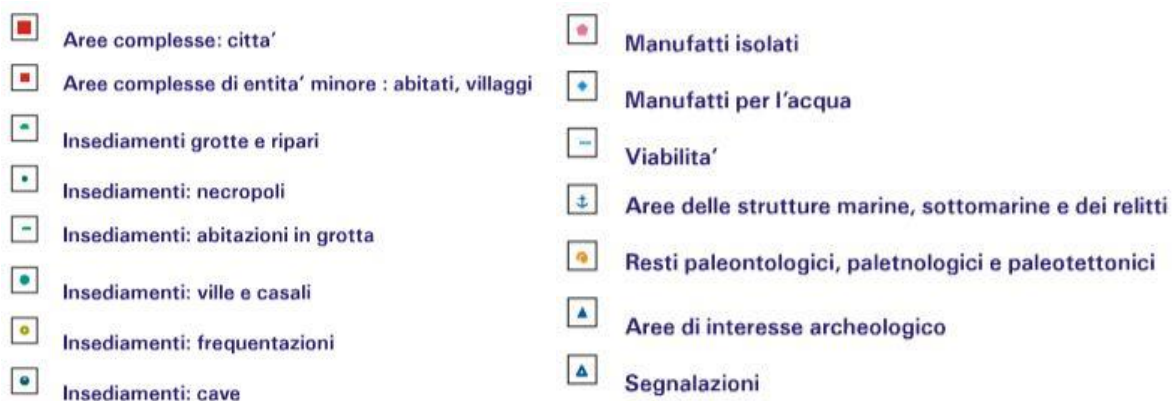 Aree complesse: citta'
Aree complesse di entita' minore : abitati, villaggi
Insediamenti grotte e ripari
Insediamenti: necropoli
Insediamenti: abitazioni in grotta
Insediamenti: ville e casali
Insediamenti: frequentazioni
Insediamenti: cave
Manufatti isolati
Manufatti per l'acqua
Viabilita'
Aree delle strutture marine, sottomarine e dei relitti
Resti paleontologici, paletnologici e paleotettonici
Aree di interesse archeologico
Segnalazioni